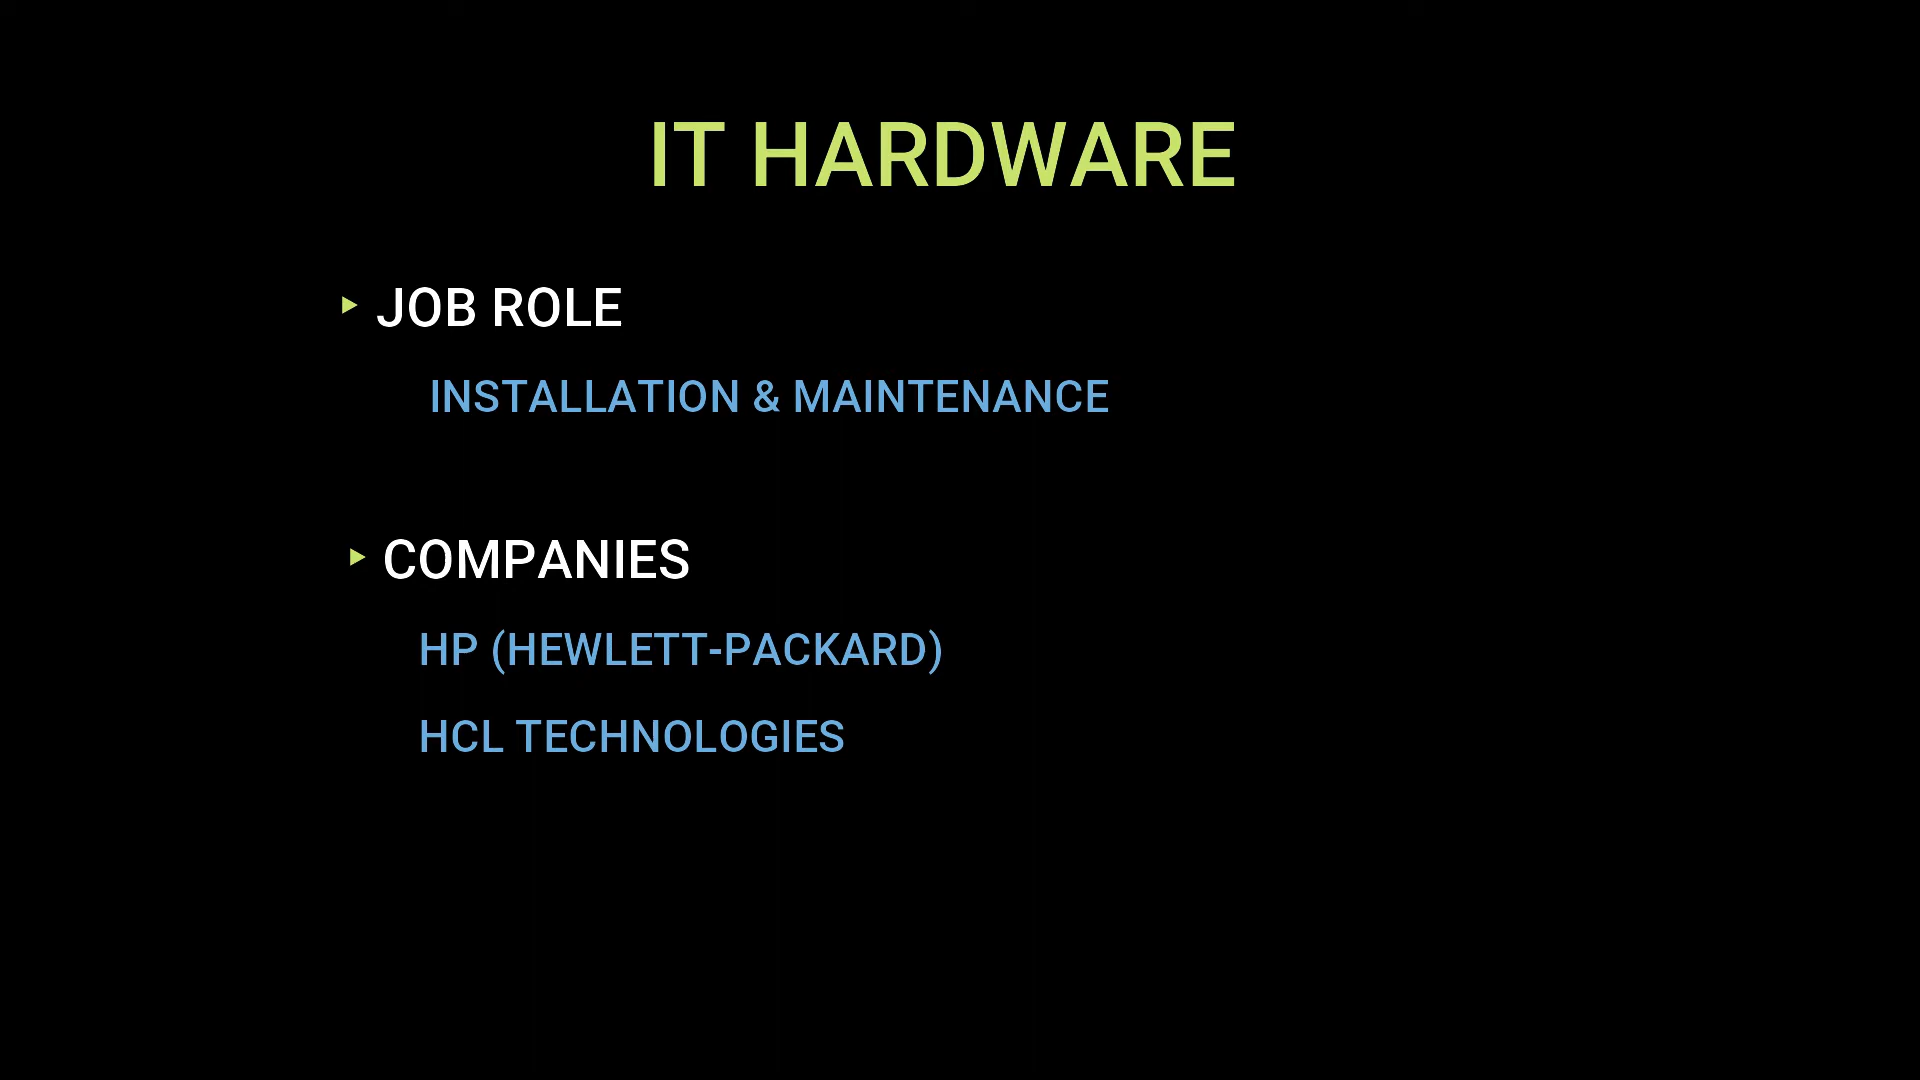 IT HARDWARE
▸ JOB ROLE
INSTALLATION & MAINTENANCE
▸ COMPANIES
HP (HEWLETT-PACKARD)
HCL TECHNOLOGIES